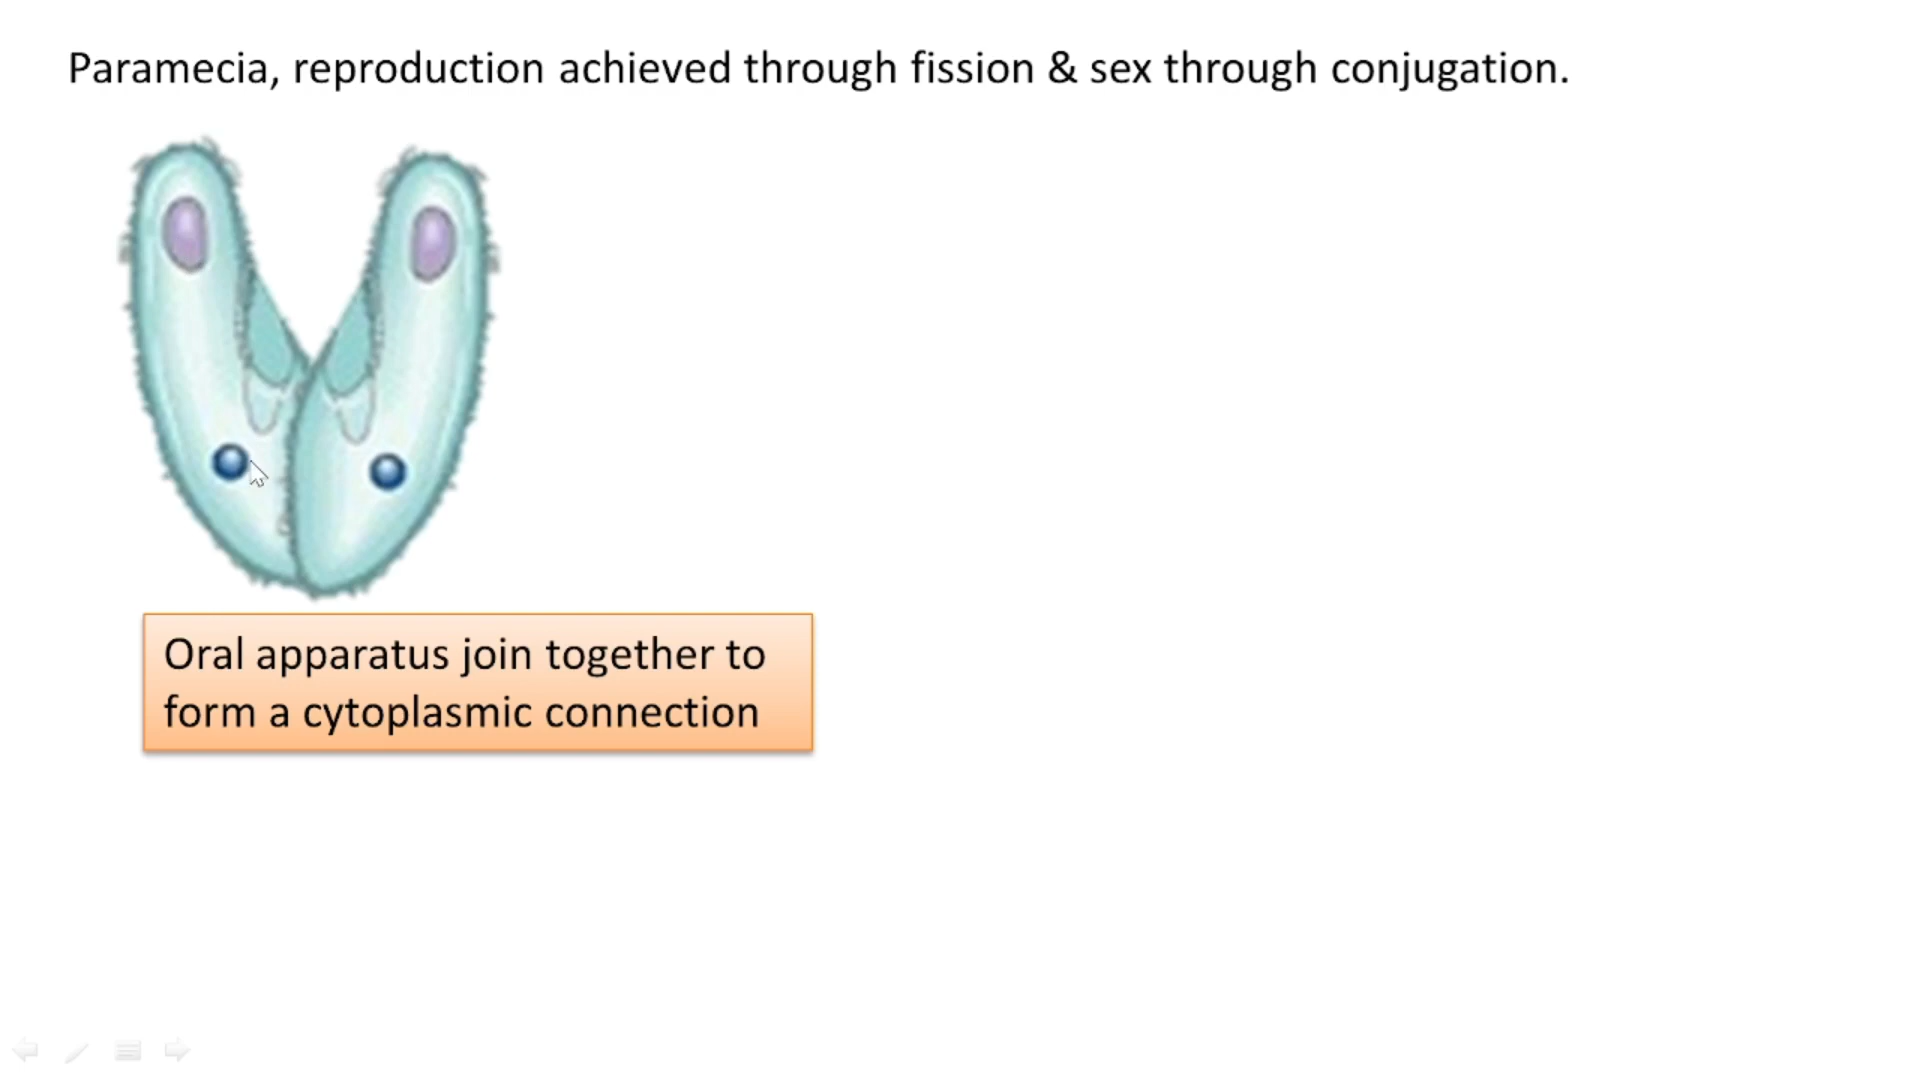 Paramecia, reproduction achieved through fission & sex through conjugation.
Oral apparatus join together to
form a cytoplasmic connection